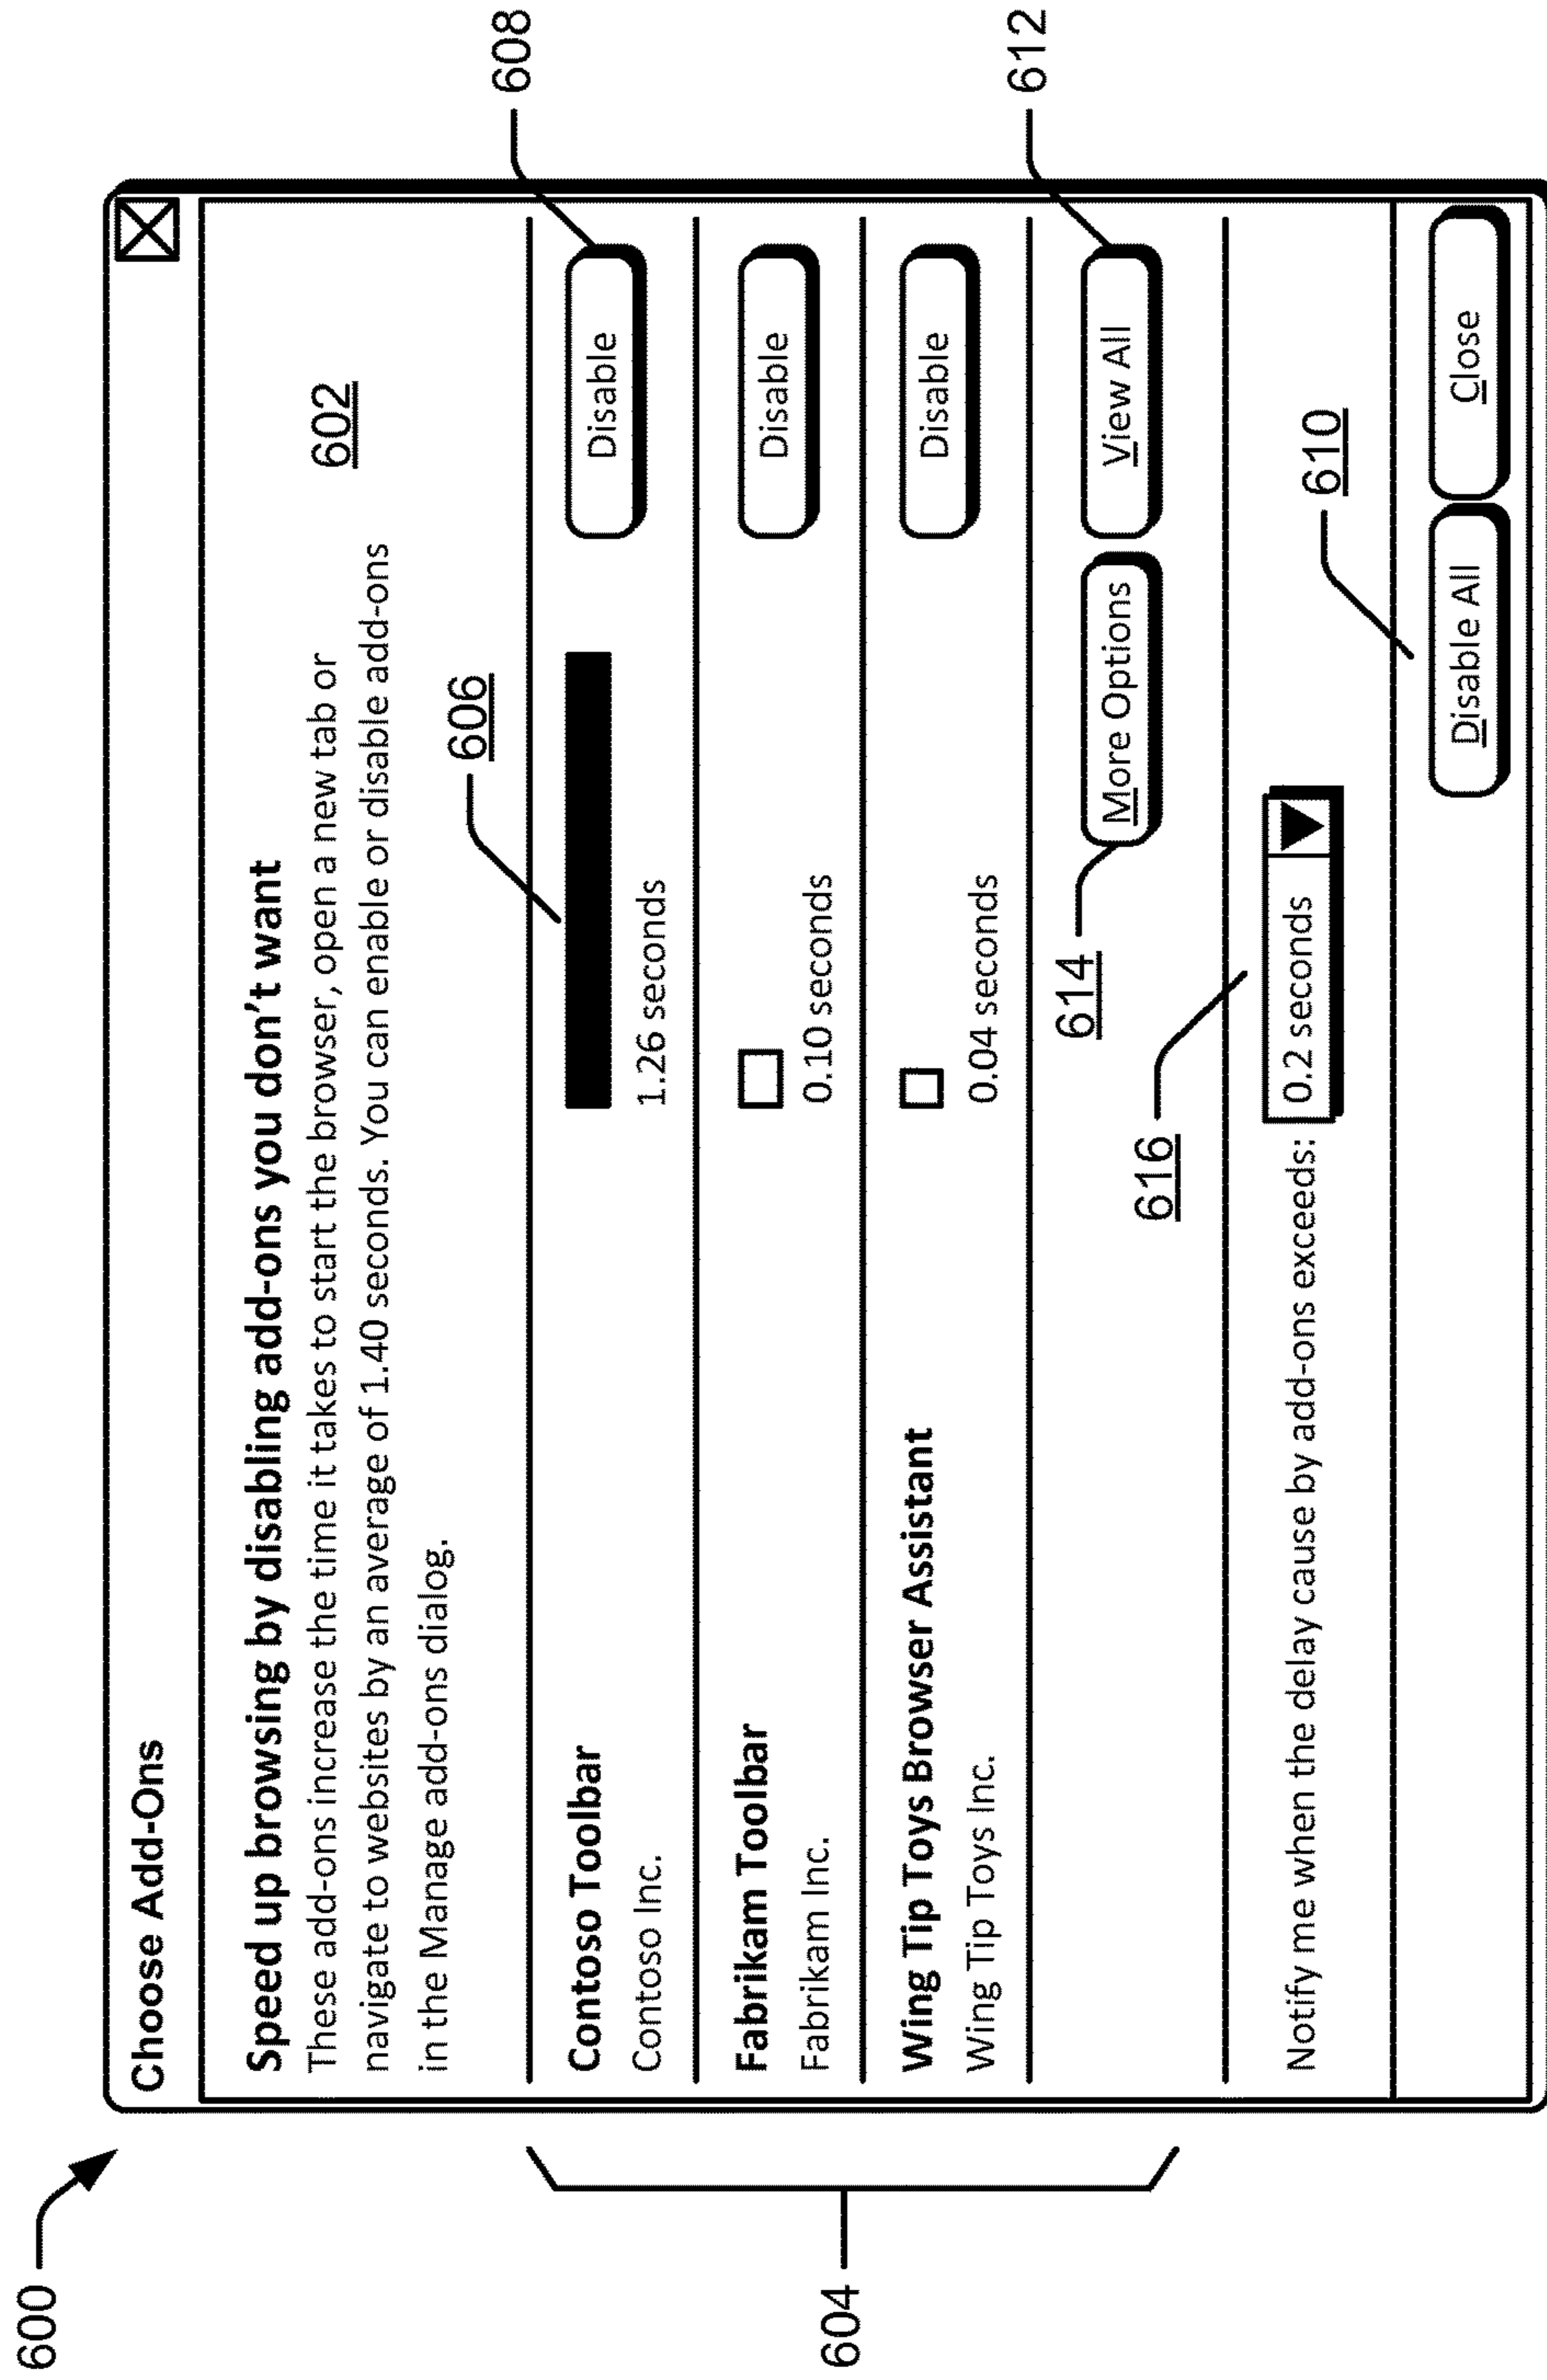 600
Choose Add-Ons
Speed up browsing by disabling add-ons you don't want
These add-ons increase the time it takes to start the browser, open a new tab or
navigate to websites by an average of 1.40 seconds. You can enable or disable add-ons
in the Manage add-ons dialog.
602
606
608
604
Contoso Toolbar
Contoso Inc.
1.26 seconds
Disable
Fabrikam Toolbar
Fabrikam Inc.
0.10 seconds
Disable
Wing Tip Toys Browser Assistant
Wing Tip Toys Inc.
0.04 seconds
Disable
614
More Options
View All
612
616
Notify me when the delay cause by add-ons exceeds:
0.2 seconds
610
Disable All
Close